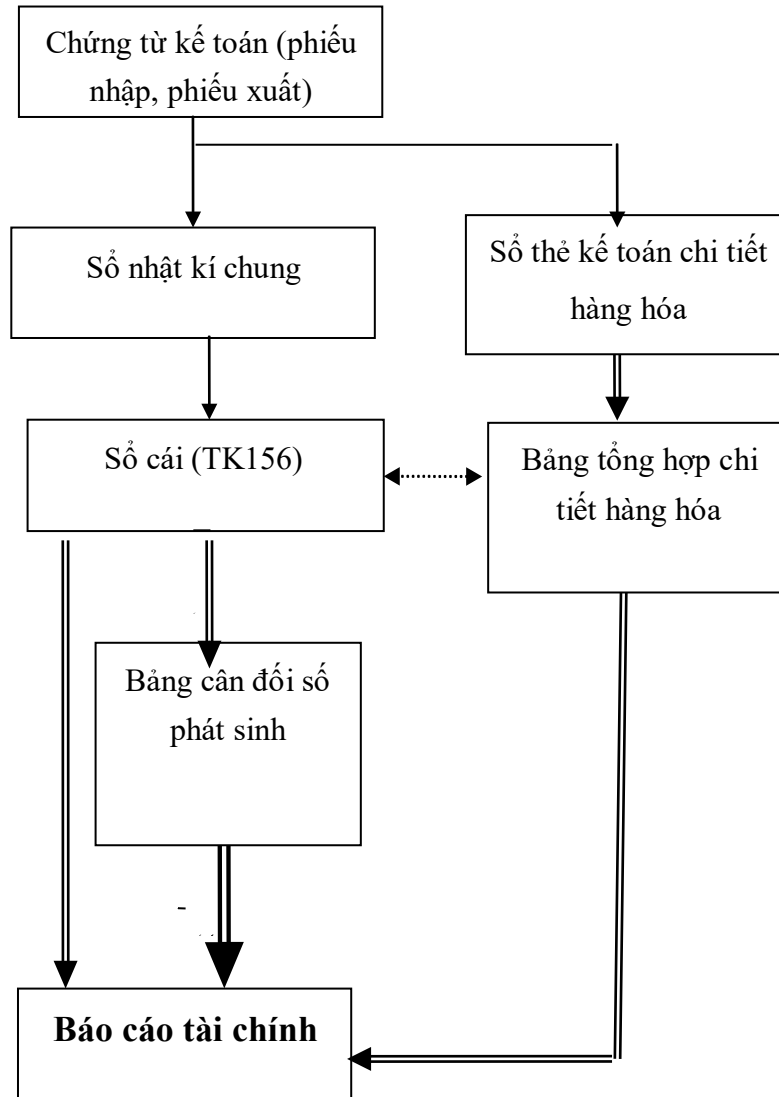 Chứng từ kế toán (phiếu
nhập, phiếu xuất)
Sổ nhật kí chung
Sổ thẻ kế toán chi tiết
hàng hóa
Sổ cái (TK156)
Bảng tổng hợp chi
tiết hàng hóa
Bảng cân đối số
phát sinh
Báo cáo tài chính